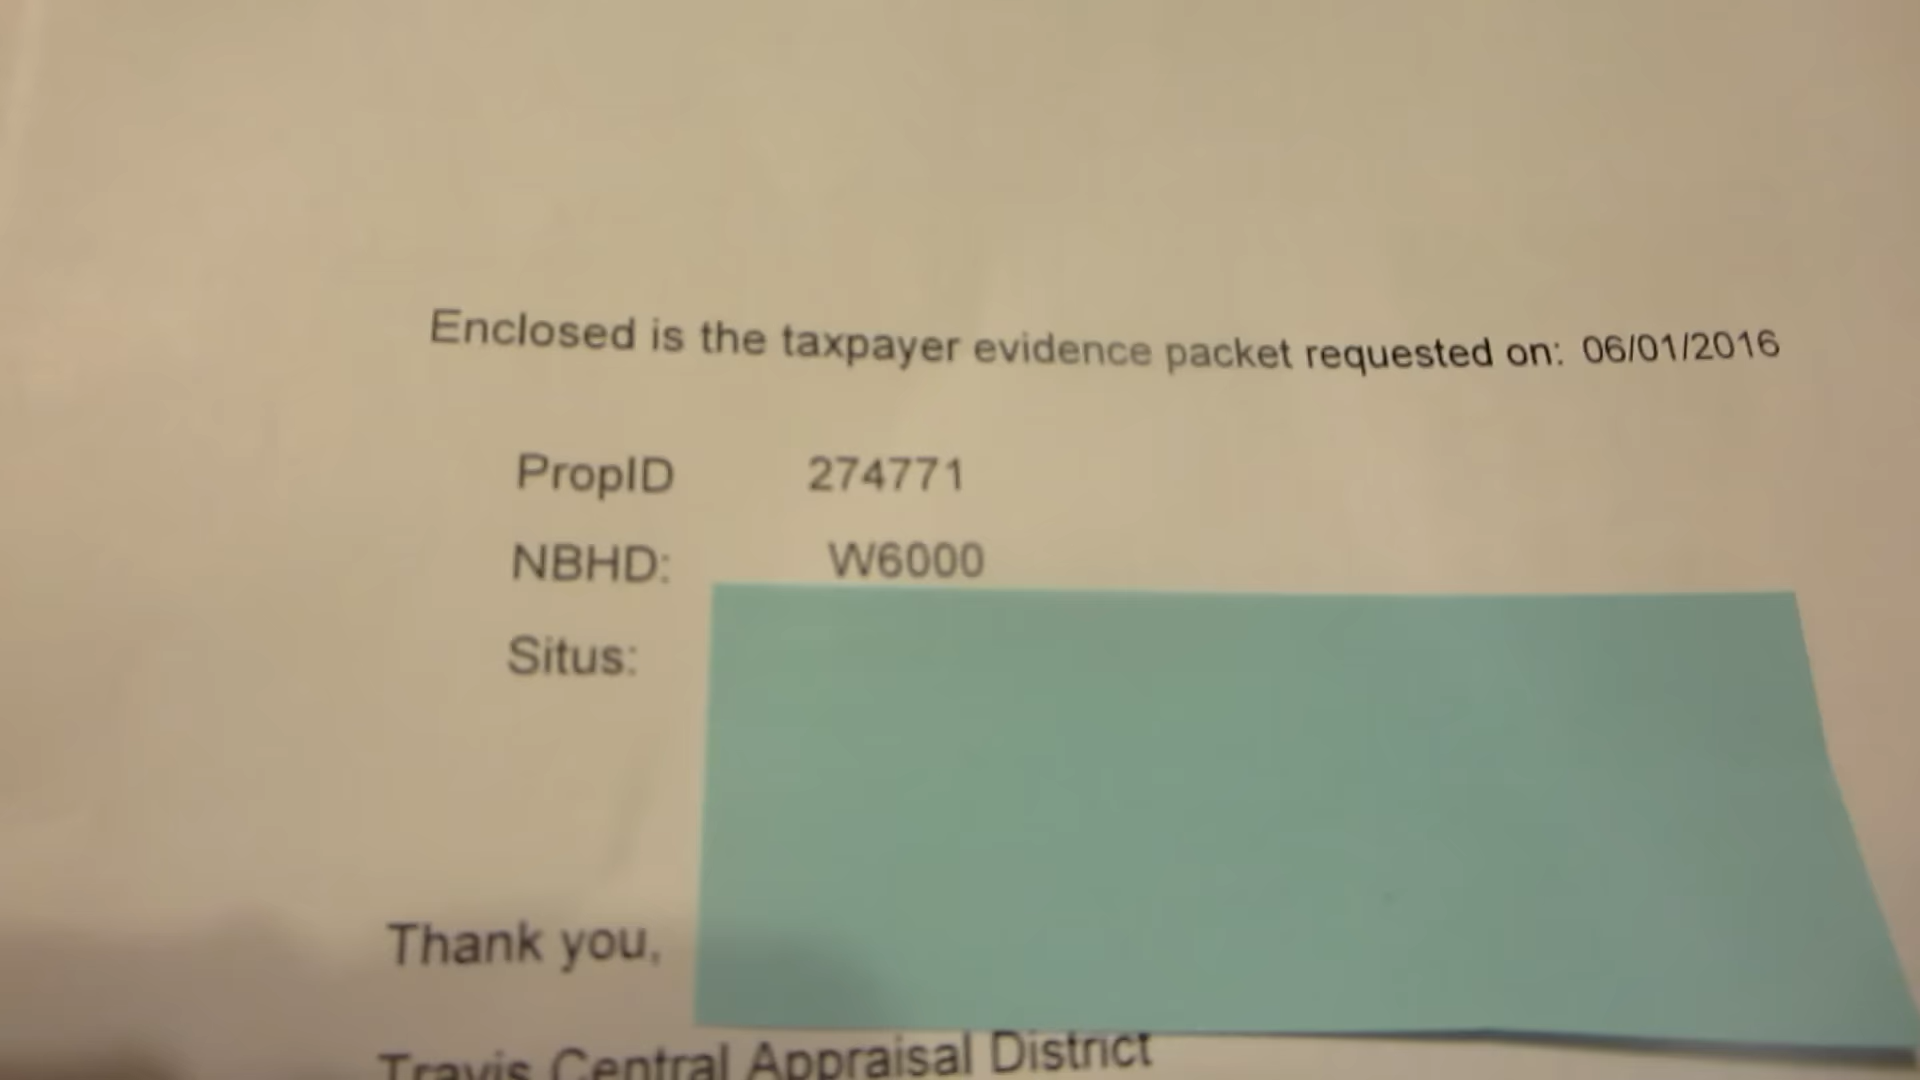 Enclosed is the taxpayer evidence packet requested on: 06/01/2016
PropID 274771
NBHD: W6000
Situs:
Thank you,
Travis Central Appraisal District